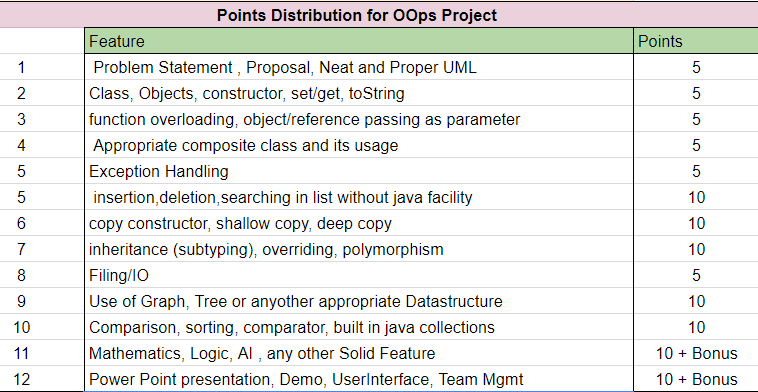 Points Distribution for OOps Project
Feature Points
1 Problem Statement , Proposal, Neat and Proper UML 5
2 Class, Objects, constructor, set/get, toString 5
3 function overloading, object/reference passing as parameter 5
4 Appropriate composite class and its usage 5
5 Exception Handling 5
5 insertion,deletion,searching in list without java facility 10
6 copy constructor, shallow copy, deep copy 10
7 inheritance (subtyping), overriding, polymorphism 10
8 Filing/IO 5
9 Use of Graph, Tree or anyother appropriate Datastructure 10
10 Comparison, sorting, comparator, built in java collections 10
11 Mathematics, Logic, AI , any other Solid Feature 10 + Bonus
12 Power Point presentation, Demo, UserInterface, Team Mgmt 10 + Bonus